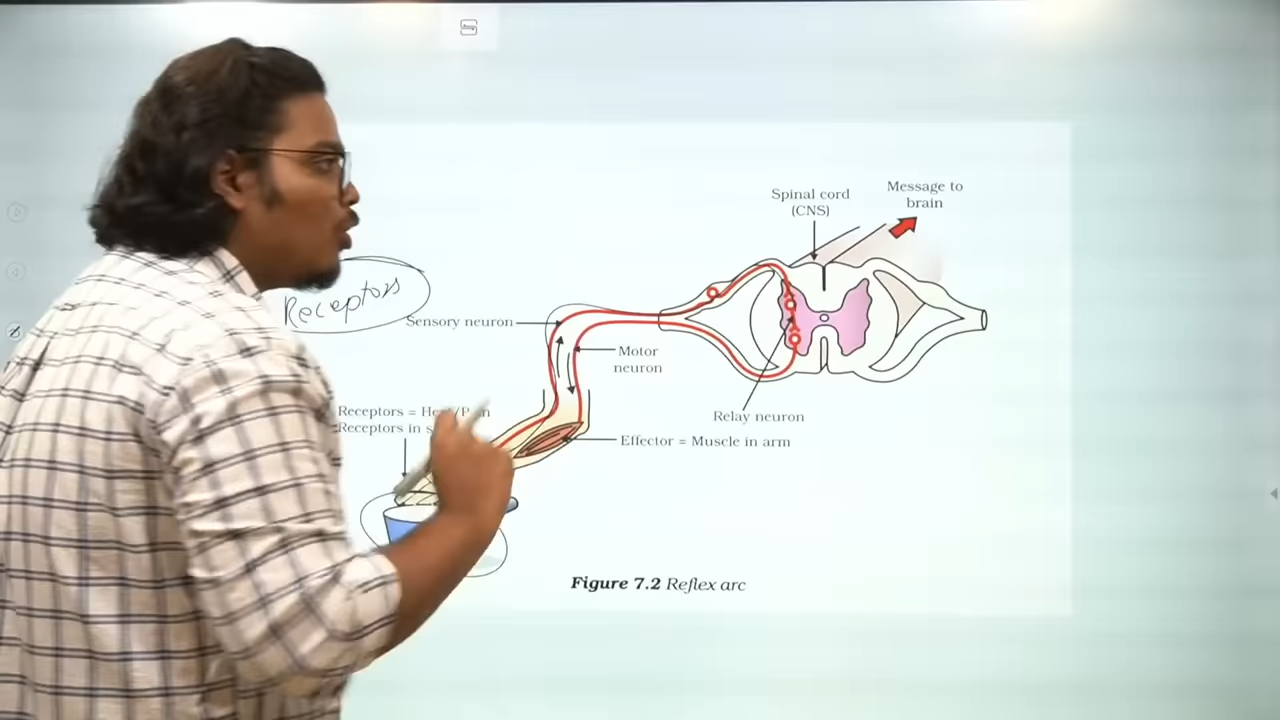 Spinal cord
(CNS)
Message to
brain
Receptors
Sensory neuron
Motor
neuron
Receptors =
Receptors in
Relay neuron
Effector = Muscle in arm
Figure 7.2 Reflex arc